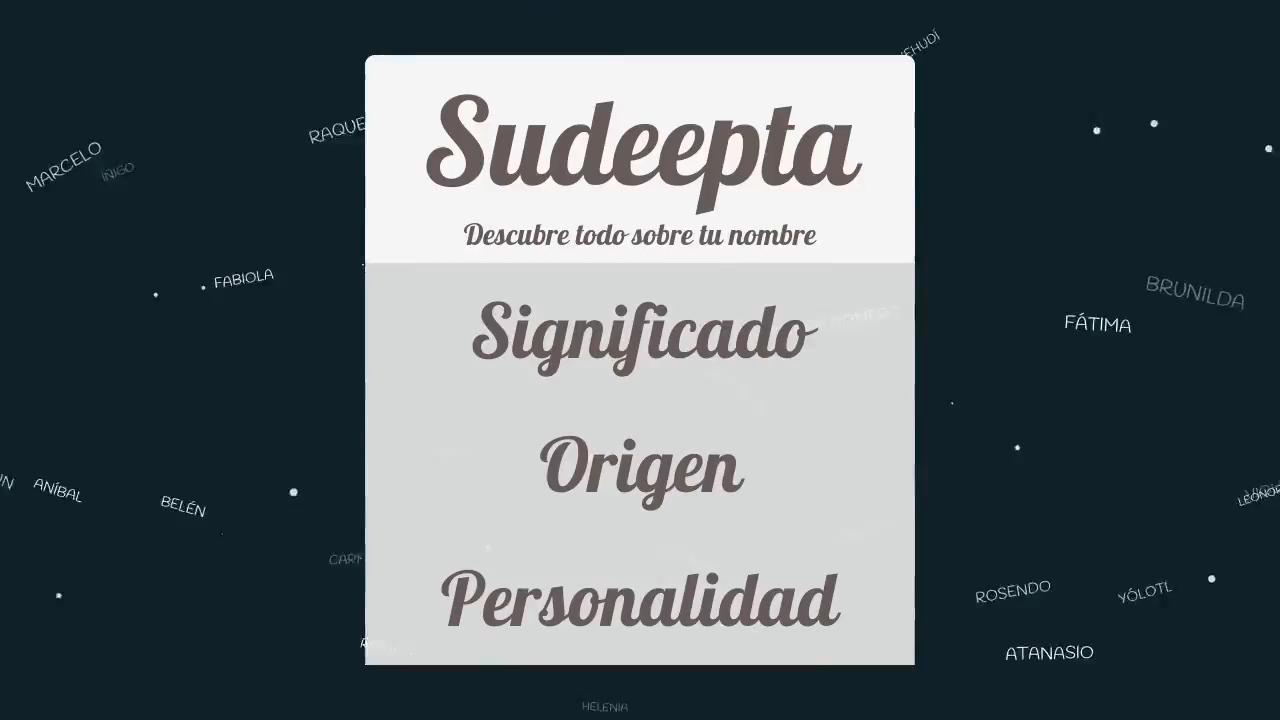 Sudeepta
Descubre todo sobre tu nombre
Significado
Origen
Personalidad
MARCELO
IÑIGO
FABIOLA
ANÍBAL
BELÉN
BRUNILDA
FÁTIMA
ROSENDO
YÓLOTL
ATANASIO
HELENIA